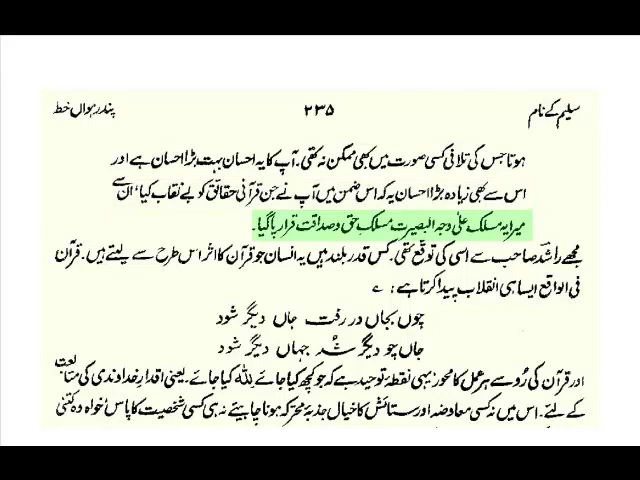 سلیم کے نام ۲۳۵ پندرہواں خط
ہوتا جس کی تلافی کسی صورت میں بھی ممکن نہ تھی۔ آپ کا یہ احسان بہت بڑا احسان ہے اور
اس سے بھی زیادہ بڑا احسان یہ کہ اس ضمن میں آپ نے جن قرآنی حقائق کو بے نقاب کیا، ان سے
میرا یہ مسلک علیٰ وجہ البصیرت مسلک حق و صداقت قرار پا گیا۔
مجھے راشد صاحب سے اسی کی توقع تھی۔ کس قدر بلند ہیں یہ انسان جو قرآن کا اثر اس طرح سے لیتے ہیں۔ قرآن
فی الواقع ایسا ہی انقلاب پیدا کرتا ہے :
چوں بجاں در رفت جاں دیگر شود
جاں چو دیگر شد جہاں دیگر شود
اور قرآن کی رُو سے ہر عمل کا محور یہی نقطۂ توحید ہے کہ جو کچھ کیا جائے لِلّٰہ کیا جائے۔ یعنی اقدارِ خداوندی کی متابعت
کے لئے۔ اس میں نہ کسی معاوضہ اور ستائش کا خیال جذبۂ محرکہ ہونا چاہیئے نہ ہی کسی شخصیت کا پاس خواہ وہ کتنی